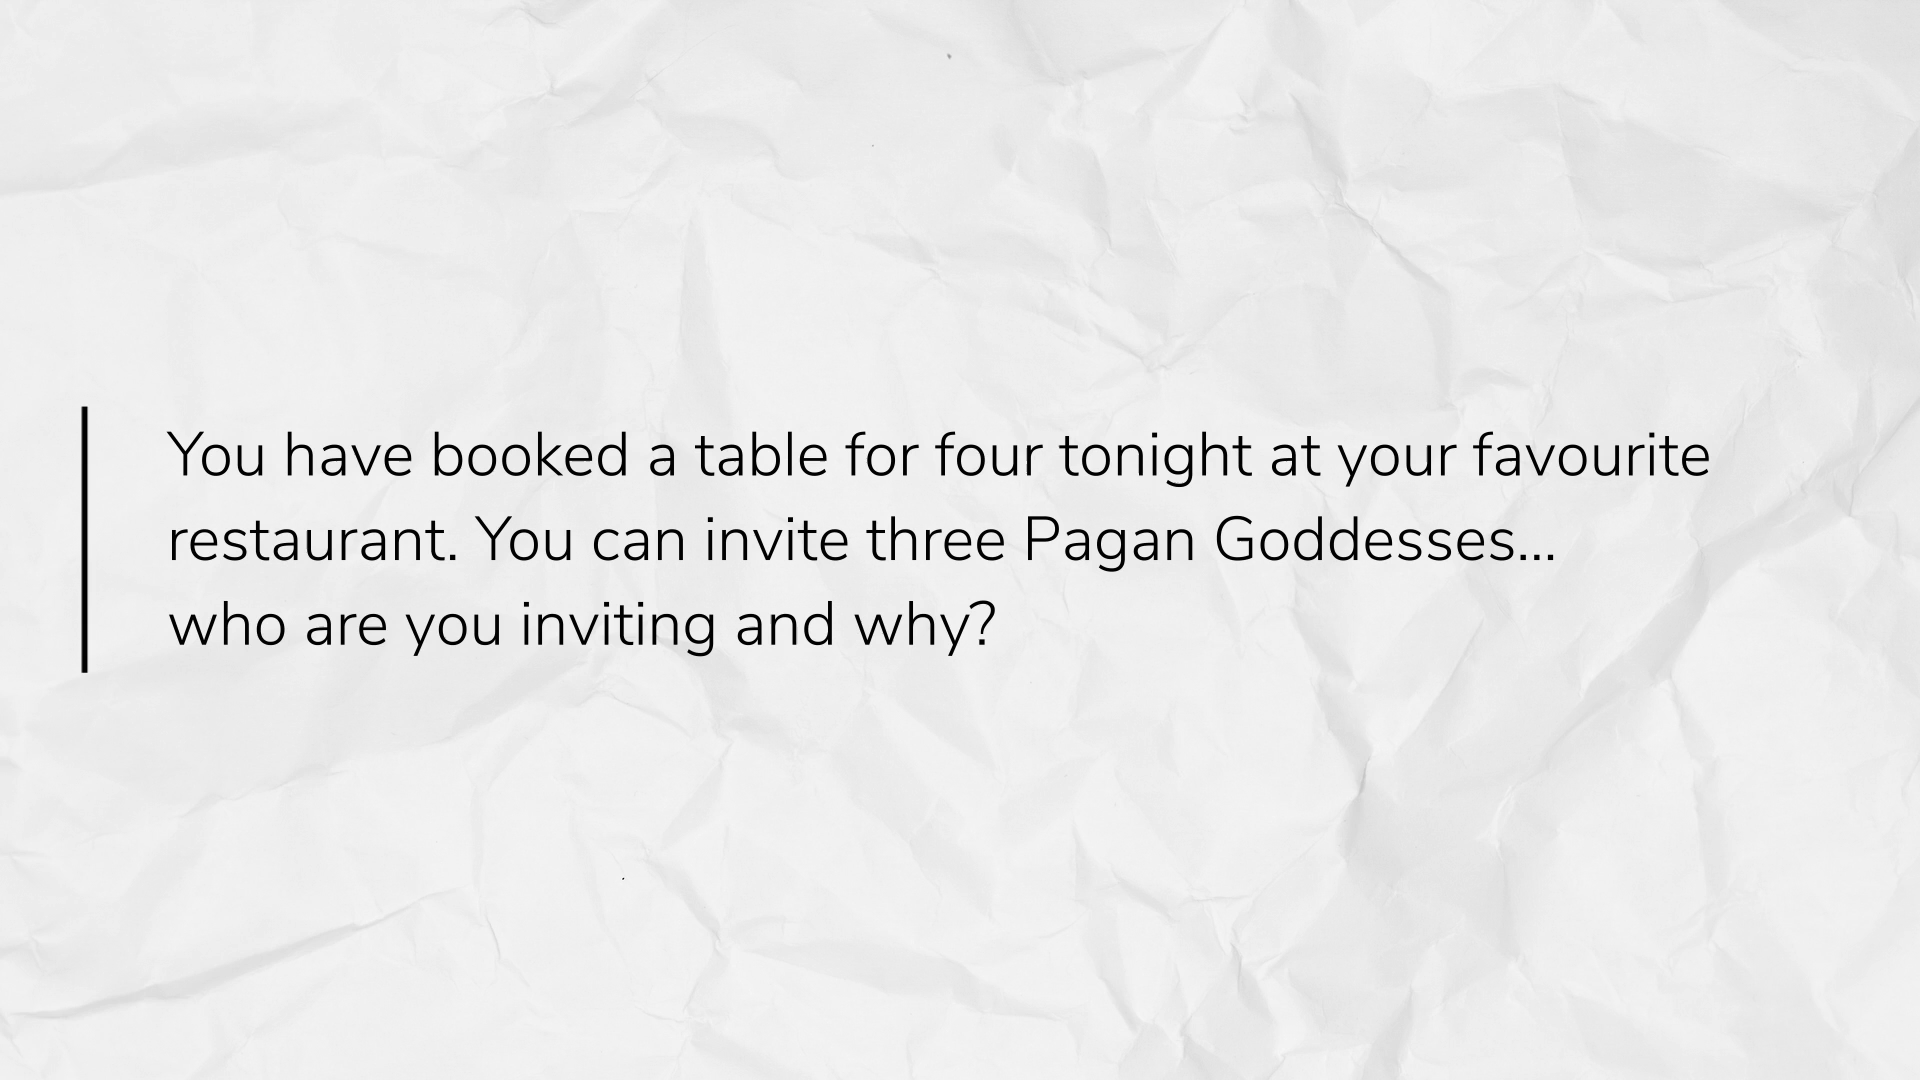 You have booked a table for four tonight at your favourite
restaurant. You can invite three Pagan Goddesses...
who are you inviting and why?